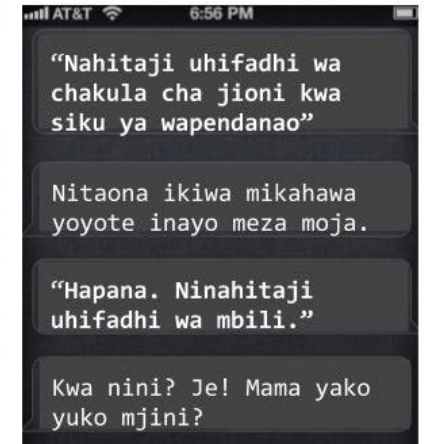 AT&T 6:56 PM
“Nahitaji uhifadhi wa
chakula cha jioni kwa
siku ya wapendanao”
Nitaona ikiwa mikahawa
yoyote inayo meza moja.
“Hapana. Ninahitaji
uhifadhi wa mbili.”
Kwa nini? Je! Mama yako
yuko mjini?